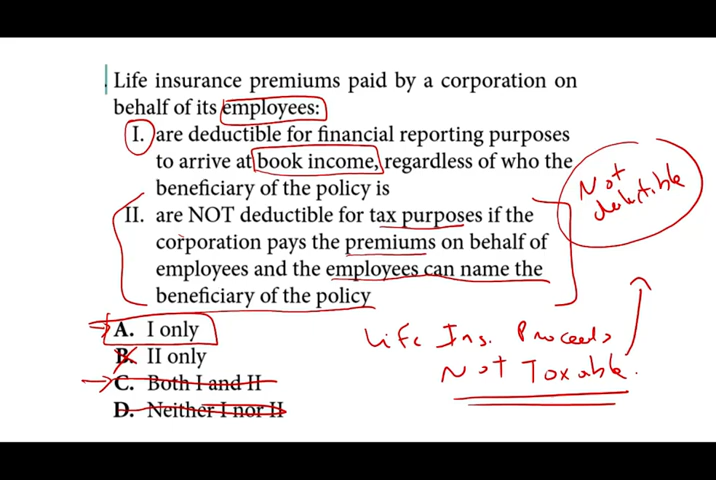 Life insurance premiums paid by a corporation on
behalf of its employees:
I. are deductible for financial reporting purposes
to arrive at book income, regardless of who the
beneficiary of the policy is
II. are NOT deductible for tax purposes if the
corporation pays the premiums on behalf of
employees and the employees can name the
beneficiary of the policy
A. I only
B. II only
C. Both I and II
D. Neither I nor II
Not
deductible
Life Ins. Proceeds
Not Taxable.